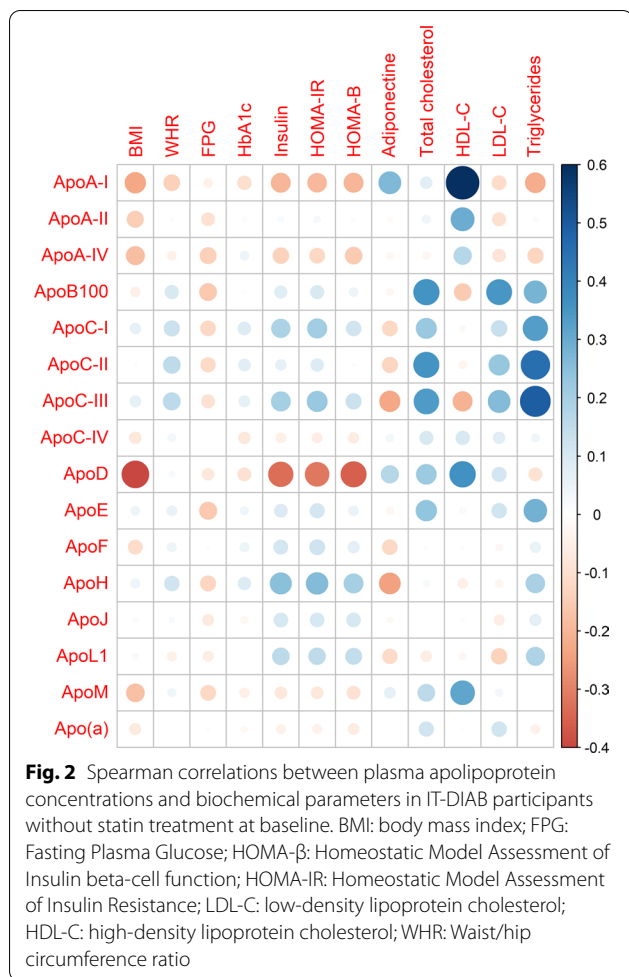 BMI
WHR
FPG
HbA1c
Insulin
HOMA-IR
HOMA-B
Adiponectine
Total cholesterol
HDL-C
LDL-C
Triglycerides
ApoA-I
ApoA-II
ApoA-IV
ApoB100
ApoC-I
ApoC-II
ApoC-III
ApoC-IV
ApoD
ApoE
ApoF
ApoH
ApoJ
ApoL1
ApoM
Apo(a)
0.6
0.5
0.4
0.3
0.2
0.1
0
-0.1
-0.2
-0.3
-0.4
Fig. 2 Spearman correlations between plasma apolipoprotein
concentrations and biochemical parameters in IT-DIAB participants
without statin treatment at baseline. BMI: body mass index; FPG:
Fasting Plasma Glucose; HOMA-β: Homeostatic Model Assessment of
Insulin beta-cell function; HOMA-IR: Homeostatic Model Assessment
of Insulin Resistance; LDL-C: low-density lipoprotein cholesterol;
HDL-C: high-density lipoprotein cholesterol; WHR: Waist/hip
circumference ratio